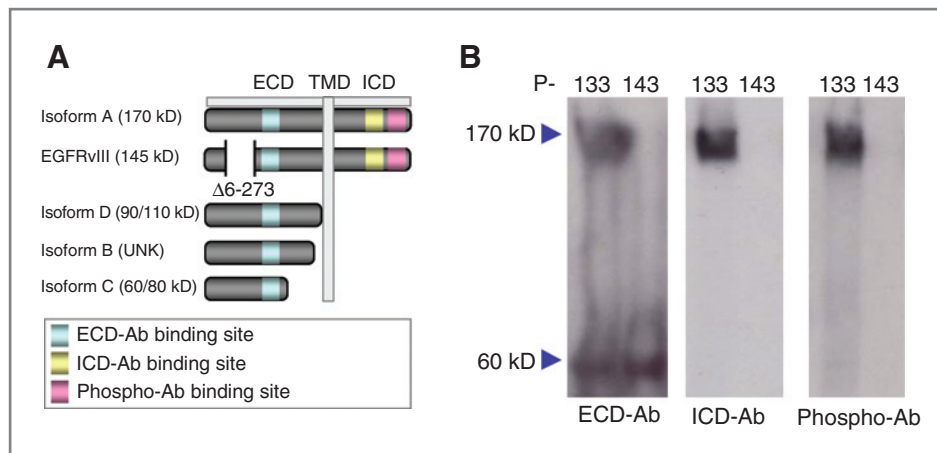 A
ECD TMD ICD
Isoform A (170 kD)
EGFRvIII (145 kD)
Δ6-273
Isoform D (90/110 kD)
Isoform B (UNK)
Isoform C (60/80 kD)
ECD-Ab binding site
ICD-Ab binding site
Phospho-Ab binding site
B
P- 133 143 133 143 133 143
170 kD
60 kD
ECD-Ab ICD-Ab Phospho-Ab